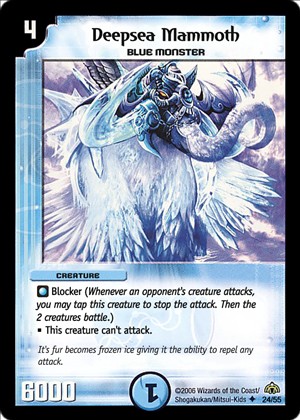 4
Deepsea Mammoth
BLUE MONSTER
CREATURE
Blocker (Whenever an opponent's creature attacks,
you may tap this creature to stop the attack. Then the
2 creatures battle.)
▪ This creature can't attack.
It's fur becomes frozen ice giving it the ability to repel any
attack.
6000
1
©2006 Wizards of the Coast/
Shogakukan/Mitsui-Kids ♦ 24/55